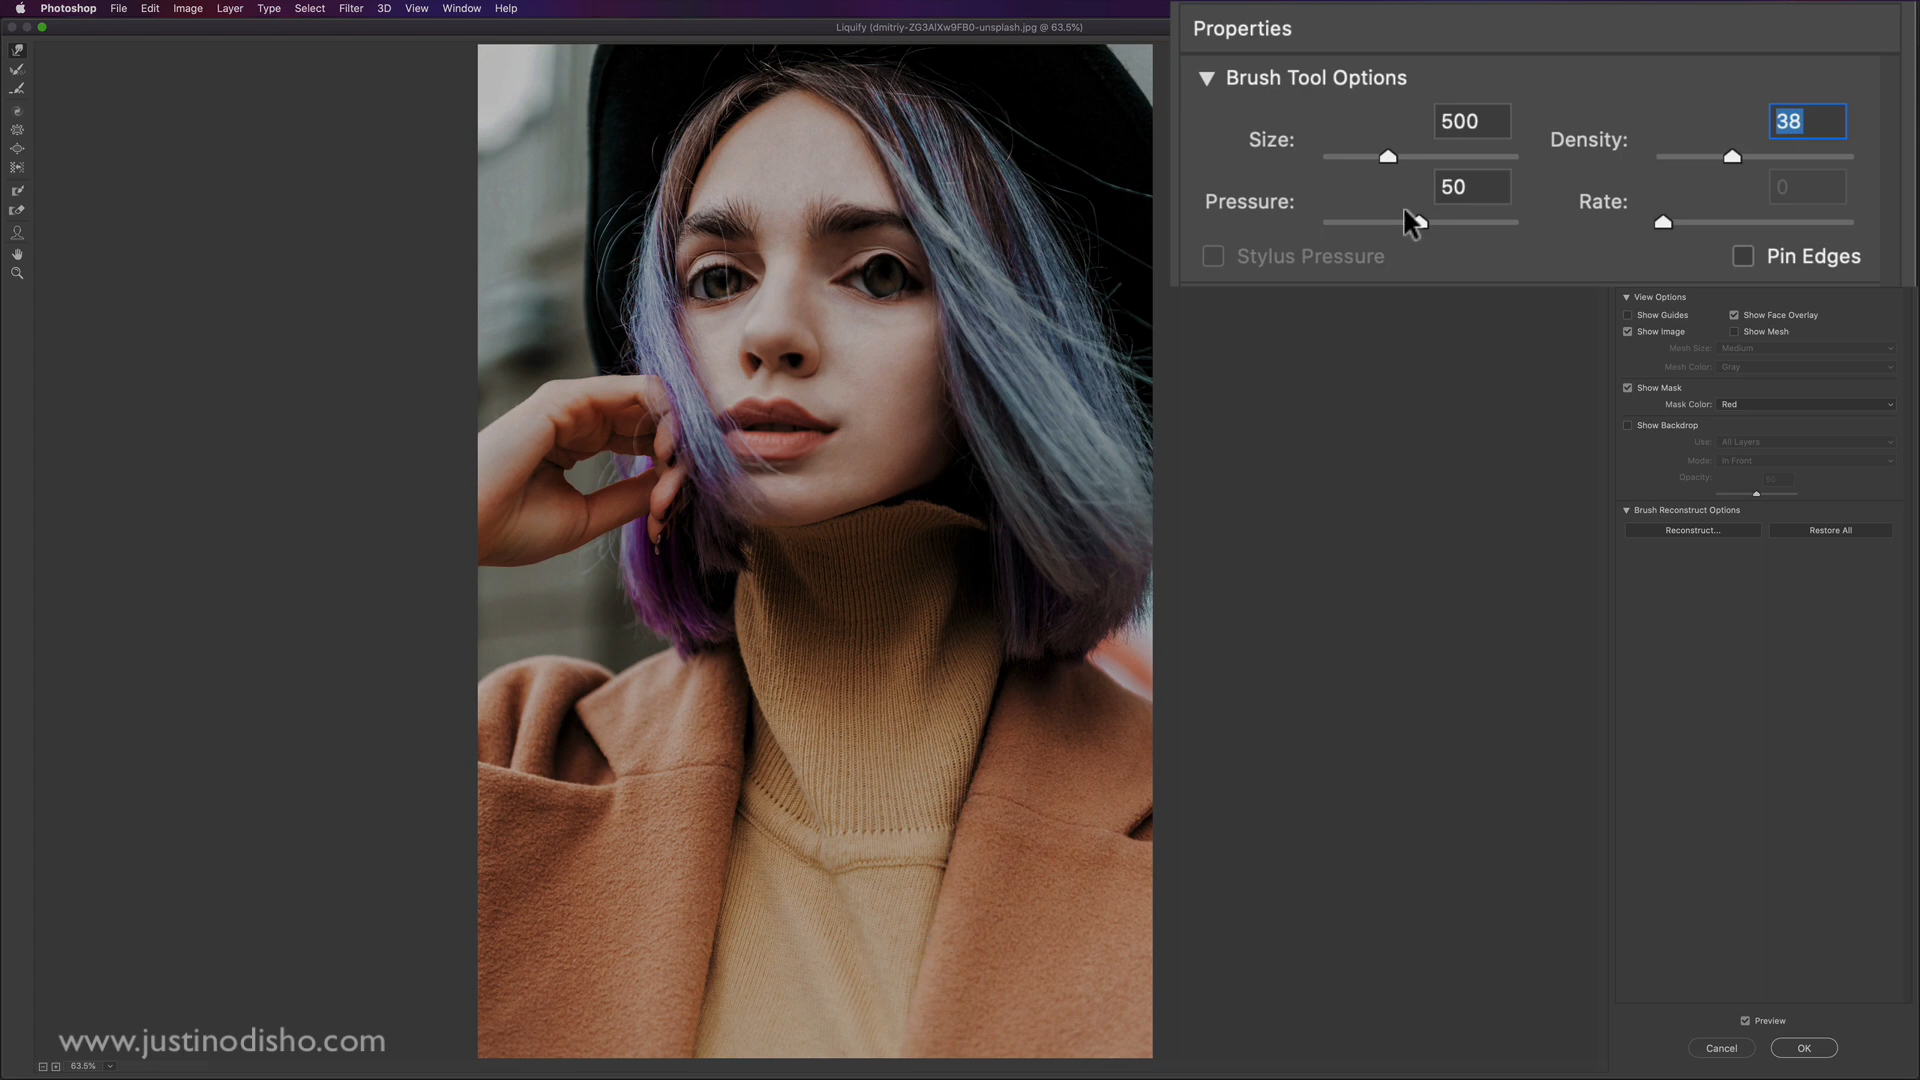 Photoshop File Edit Image Layer Type Select Filter 3D View Window Help
Liquify (dmitriy-ZG3AlXw9FB0-unsplash.jpg @ 63.5%)
Properties
Brush Tool Options
Size: 500 Density: 38
Pressure: 50 Rate: 0
Stylus Pressure Pin Edges
View Options
Show Guides Show Face Overlay
Show Image Show Mesh
Mesh Size: Medium
Mesh Color: Gray
Show Mask
Mask Color: Red
Show Backdrop
Use: All Layers
Mode: In Front
Opacity: 50
Brush Reconstruct Options
Reconstruct... Restore All
Preview
Cancel OK
www.justinodisho.com
63.5%